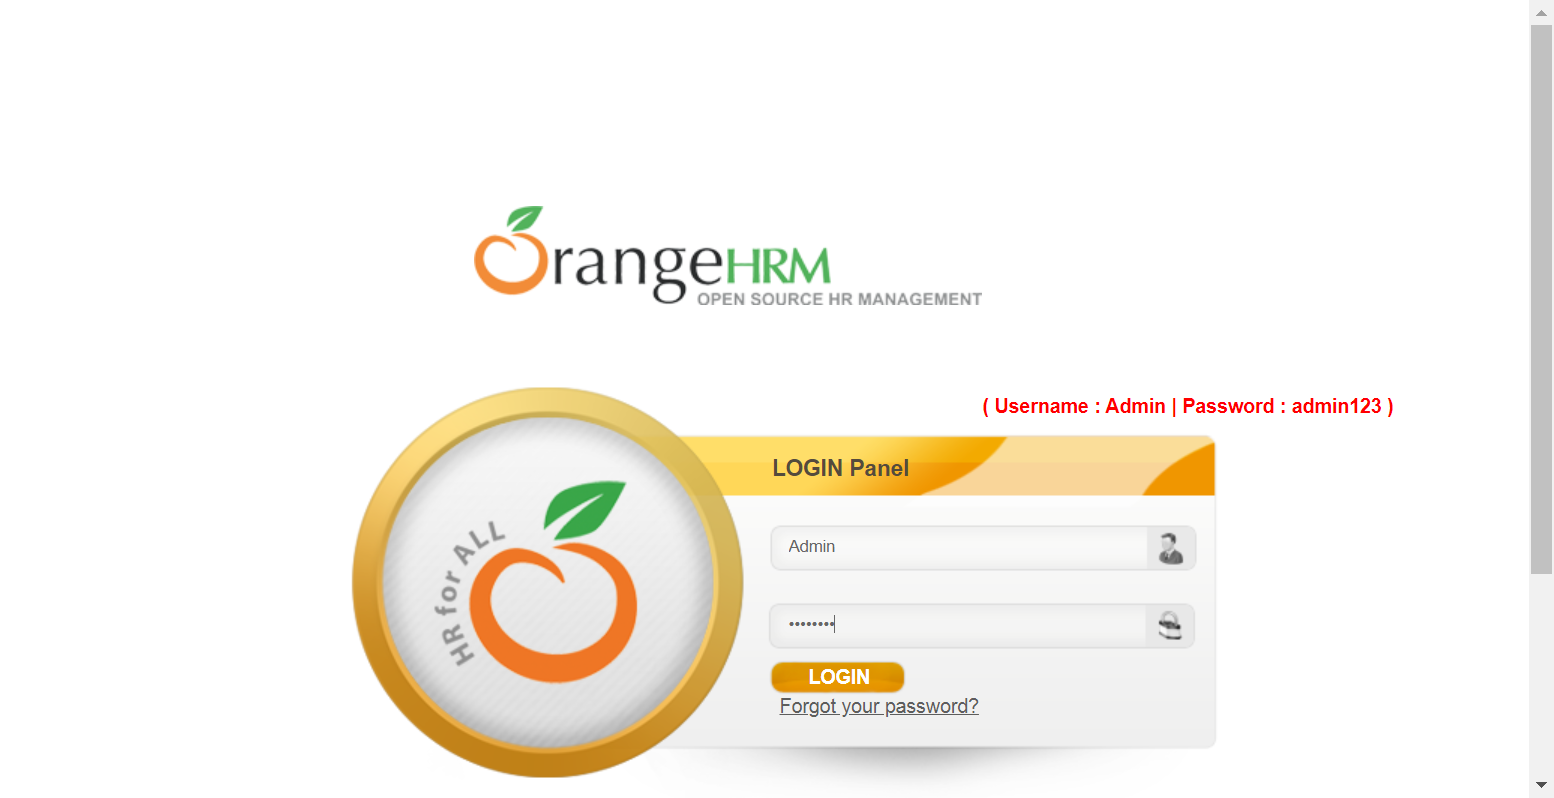 OrangeHRM
OPEN SOURCE HR MANAGEMENT
( Username : Admin | Password : admin123 )
LOGIN Panel
HR for ALL
Admin
••••••••
LOGIN
Forgot your password?